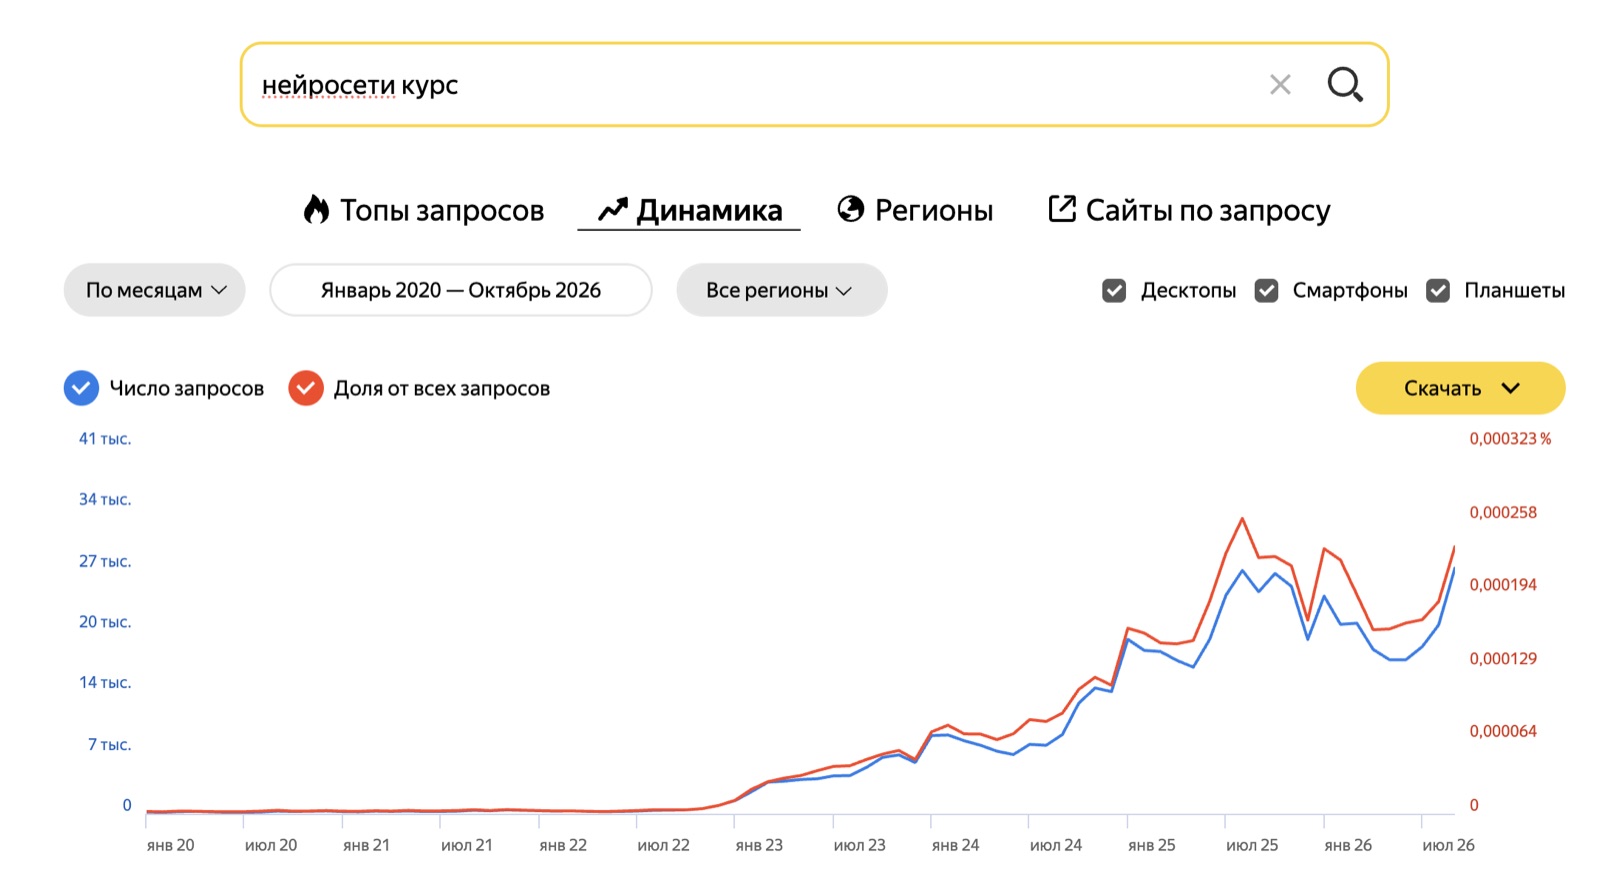 нейросети курс
Топы запросов Динамика Регионы Сайты по запросу
По месяцам Январь 2020 — Октябрь 2026 Все регионы Десктопы Смартфоны Планшеты
Число запросов Доля от всех запросов Скачать
41 тыс. 0,000323 %
34 тыс. 0,000258
27 тыс. 0,000194
20 тыс. 0,000129
14 тыс. 0,000064
7 тыс.
0 0
янв 20 июл 20 янв 21 июл 21 янв 22 июл 22 янв 23 июл 23 янв 24 июл 24 янв 25 июл 25 янв 26 июл 26